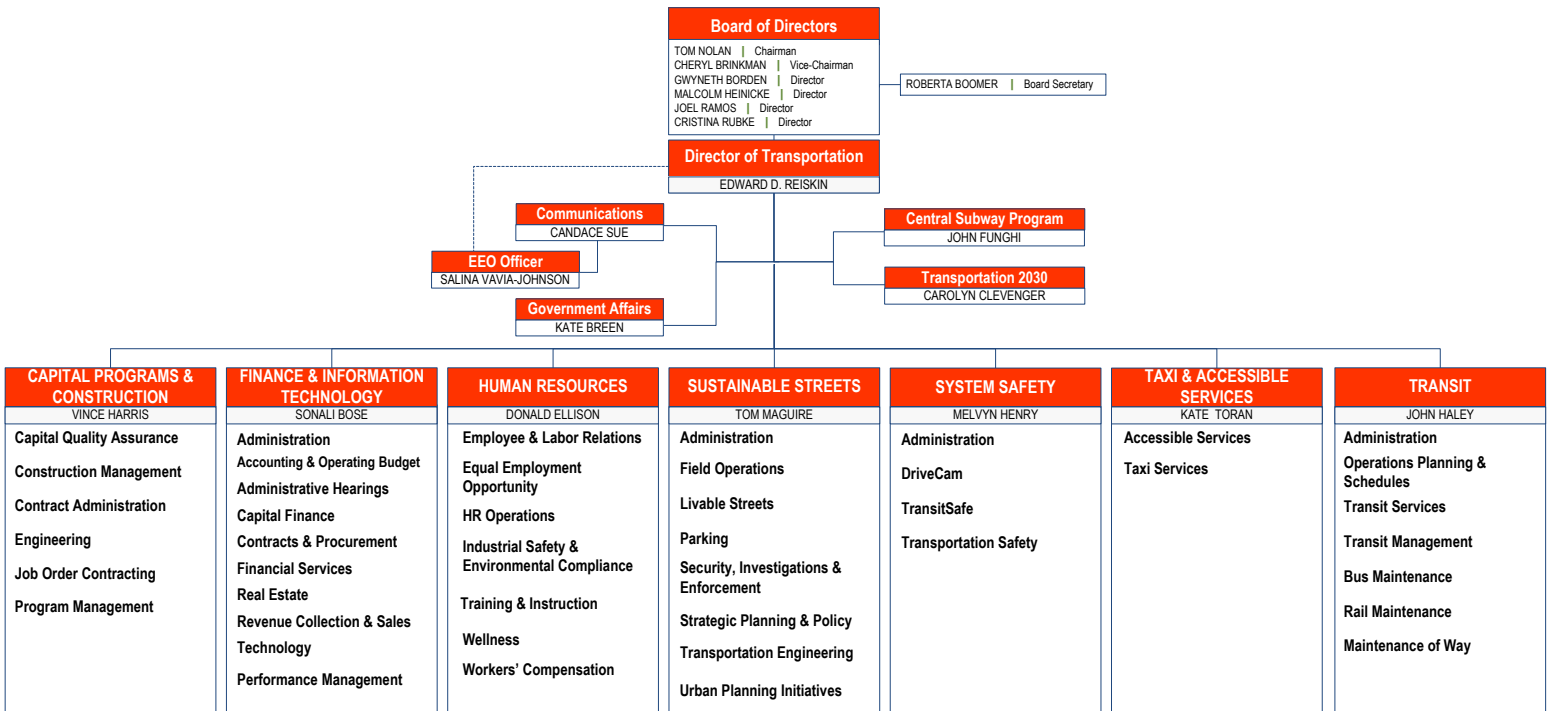 Board of Directors
TOM NOLAN | Chairman
CHERYL BRINKMAN | Vice-Chairman
GWYNETH BORDEN | Director
MALCOLM HEINICKE | Director
JOEL RAMOS | Director
CRISTINA RUBKE | Director
ROBERTA BOOMER | Board Secretary
Director of Transportation
EDWARD D. REISKIN
Communications
CANDACE SUE
EEO Officer
SALINA VAVIA-JOHNSON
Government Affairs
KATE BREEN
Central Subway Program
JOHN FUNGHI
Transportation 2030
CAROLYN CLEVENGER
CAPITAL PROGRAMS &
CONSTRUCTION
VINCE HARRIS
Capital Quality Assurance
Construction Management
Contract Administration
Engineering
Job Order Contracting
Program Management
FINANCE & INFORMATION
TECHNOLOGY
SONALI BOSE
Administration
Accounting & Operating Budget
Administrative Hearings
Capital Finance
Contracts & Procurement
Financial Services
Real Estate
Revenue Collection & Sales
Technology
Performance Management
HUMAN RESOURCES
DONALD ELLISON
Employee & Labor Relations
Equal Employment
Opportunity
HR Operations
Industrial Safety &
Environmental Compliance
Training & Instruction
Wellness
Workers’ Compensation
SUSTAINABLE STREETS
TOM MAGUIRE
Administration
Field Operations
Livable Streets
Parking
Security, Investigations &
Enforcement
Strategic Planning & Policy
Transportation Engineering
Urban Planning Initiatives
SYSTEM SAFETY
MELVYN HENRY
Administration
DriveCam
TransitSafe
Transportation Safety
TAXI & ACCESSIBLE
SERVICES
KATE TORAN
Accessible Services
Taxi Services
TRANSIT
JOHN HALEY
Administration
Operations Planning &
Schedules
Transit Services
Transit Management
Bus Maintenance
Rail Maintenance
Maintenance of Way